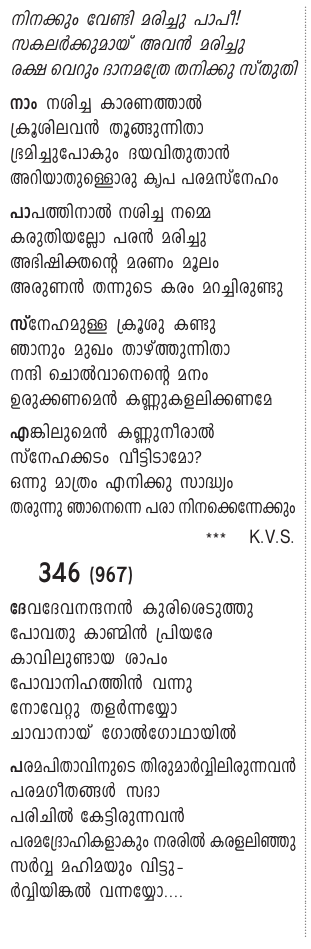 നിനക്കും വേണ്ടി മരിച്ചു പാപീ!
സകലർക്കുമായ് അവൻ മരിച്ചു
രക്ഷ വെറും ദാനമത്രേ തനിക്കു സ്തുതി
നാം നശിച്ച കാരണത്താൽ
ക്രൂശിലവൻ തൂങ്ങുന്നിതാ
ഭ്രമിച്ചുപോകും ദയവിതുതാൻ
അറിയാതുള്ളൊരു കൃപ പരമസ്നേഹം
പാപത്തിനാൽ നശിച്ച നമ്മെ
കരുതിയല്ലോ പരൻ മരിച്ചു
അഭിഷിക്തന്റെ മരണം മൂലം
അരുണൻ തന്നുടെ കരം മറച്ചിരുണ്ടു
സ്നേഹമുള്ള ക്രൂശു കണ്ടു
ഞാനും മുഖം താഴ്ത്തുന്നിതാ
നന്ദി ചൊൽവാനെന്റെ മനം
ഉരുക്കണമെൻ കണ്ണുകളലിക്കണമേ
എങ്കിലുമെൻ കണ്ണുനീരാൽ
സ്നേഹക്കടം വീട്ടിടാമോ?
ഒന്നു മാത്രം എനിക്കു സാദ്ധ്യം
തരുന്നു ഞാനെന്നെ പരാ നിനക്കെന്നേക്കും
*** K.V.S.
346 (967)
ദേവദേവനന്ദനൻ കുരിശെടുത്തു
പോവതു കാണ്മിൻ പ്രിയരേ
കാവിലുണ്ടായ ശാപം
പോവാനിഹത്തിൻ വന്നു
നോവേറ്റു തളർന്നയ്യോ
ചാവാനായ് ഗോൽഗോഥായിൽ
പരമപിതാവിനുടെ തിരുമാർവ്വിലിരുന്നവൻ
പരമഗീതങ്ങൾ സദാ
പരിചിൽ കേട്ടിരുന്നവൻ
പരമദ്രോഹികളാകും നരരിൽ കരളലിഞ്ഞു
സർവ്വ മഹിമയും വിട്ടു-
ർവ്വിയിങ്കൽ വന്നയ്യോ....